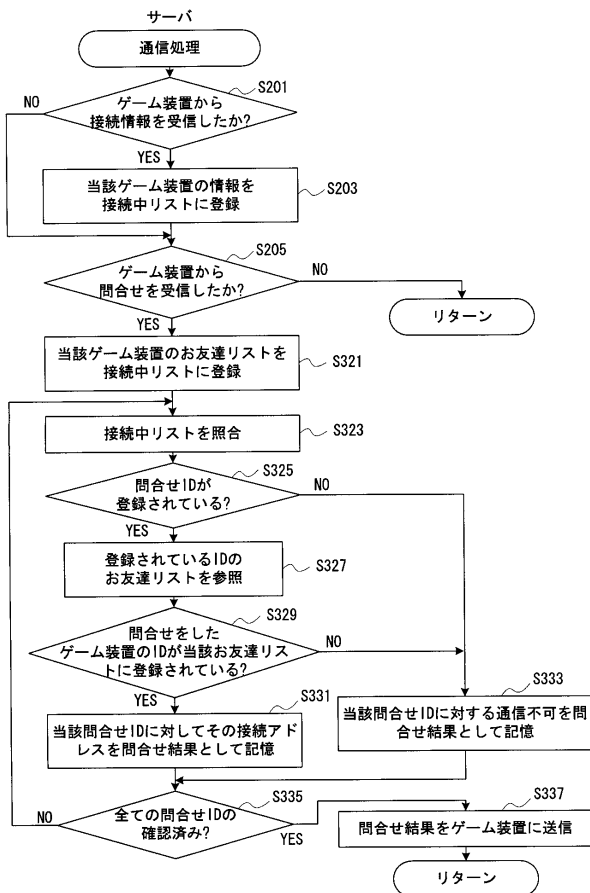 サーバ
通信処理
S201
NO
ゲーム装置から
接続情報を受信したか?
YES
当該ゲーム装置の情報を
接続中リストに登録
S203
S205
ゲーム装置から
問合せを受信したか?
NO
リターン
YES
当該ゲーム装置のお友達リストを
接続中リストに登録
S321
接続中リストを照合
S323
S325
問合せIDが
登録されている?
NO
YES
登録されているIDの
お友達リストを参照
S327
S329
問合せをした
ゲーム装置のIDが当該お友達リス
トに登録されている?
NO
YES
S331
当該問合せIDに対してその接続アド
レスを問合せ結果として記憶
S333
当該問合せIDに対する通信不可を問
合せ結果として記憶
S335
NO
全ての問合せIDの
確認済み?
YES
S337
問合せ結果をゲーム装置に送信
リターン